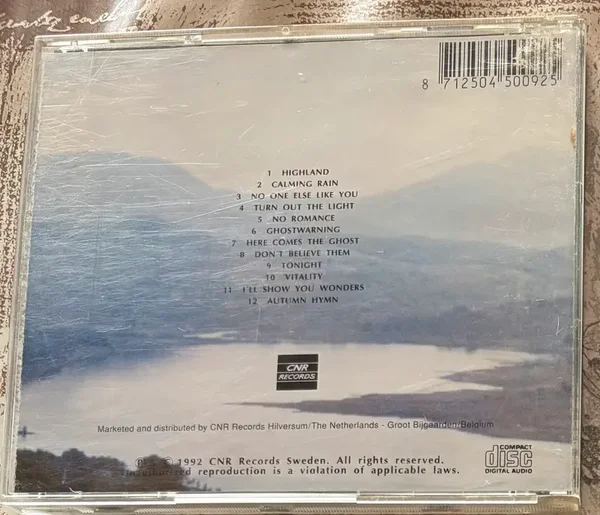 8 712504 500925
1 HIGHLAND
2 CALMING RAIN
3 NO ONE ELSE LIKE YOU
4 TURN OUT THE LIGHT
5 NO ROMANCE
6 GHOSTWARNING
7 HERE COMES THE GHOST
8 DON'T BELIEVE THEM
9 TONIGHT
10 VITALITY
11 I'LL SHOW YOU WONDERS
12 AUTUMN HYMN
CNR
RECORDS
Marketed and distributed by CNR Records Hilversum/The Netherlands - Groot Bijgaarden/Belgium
1992 CNR Records Sweden. All rights reserved.
reproduction is a violation of applicable laws.
COMPACT
disc
DIGITAL AUDIO